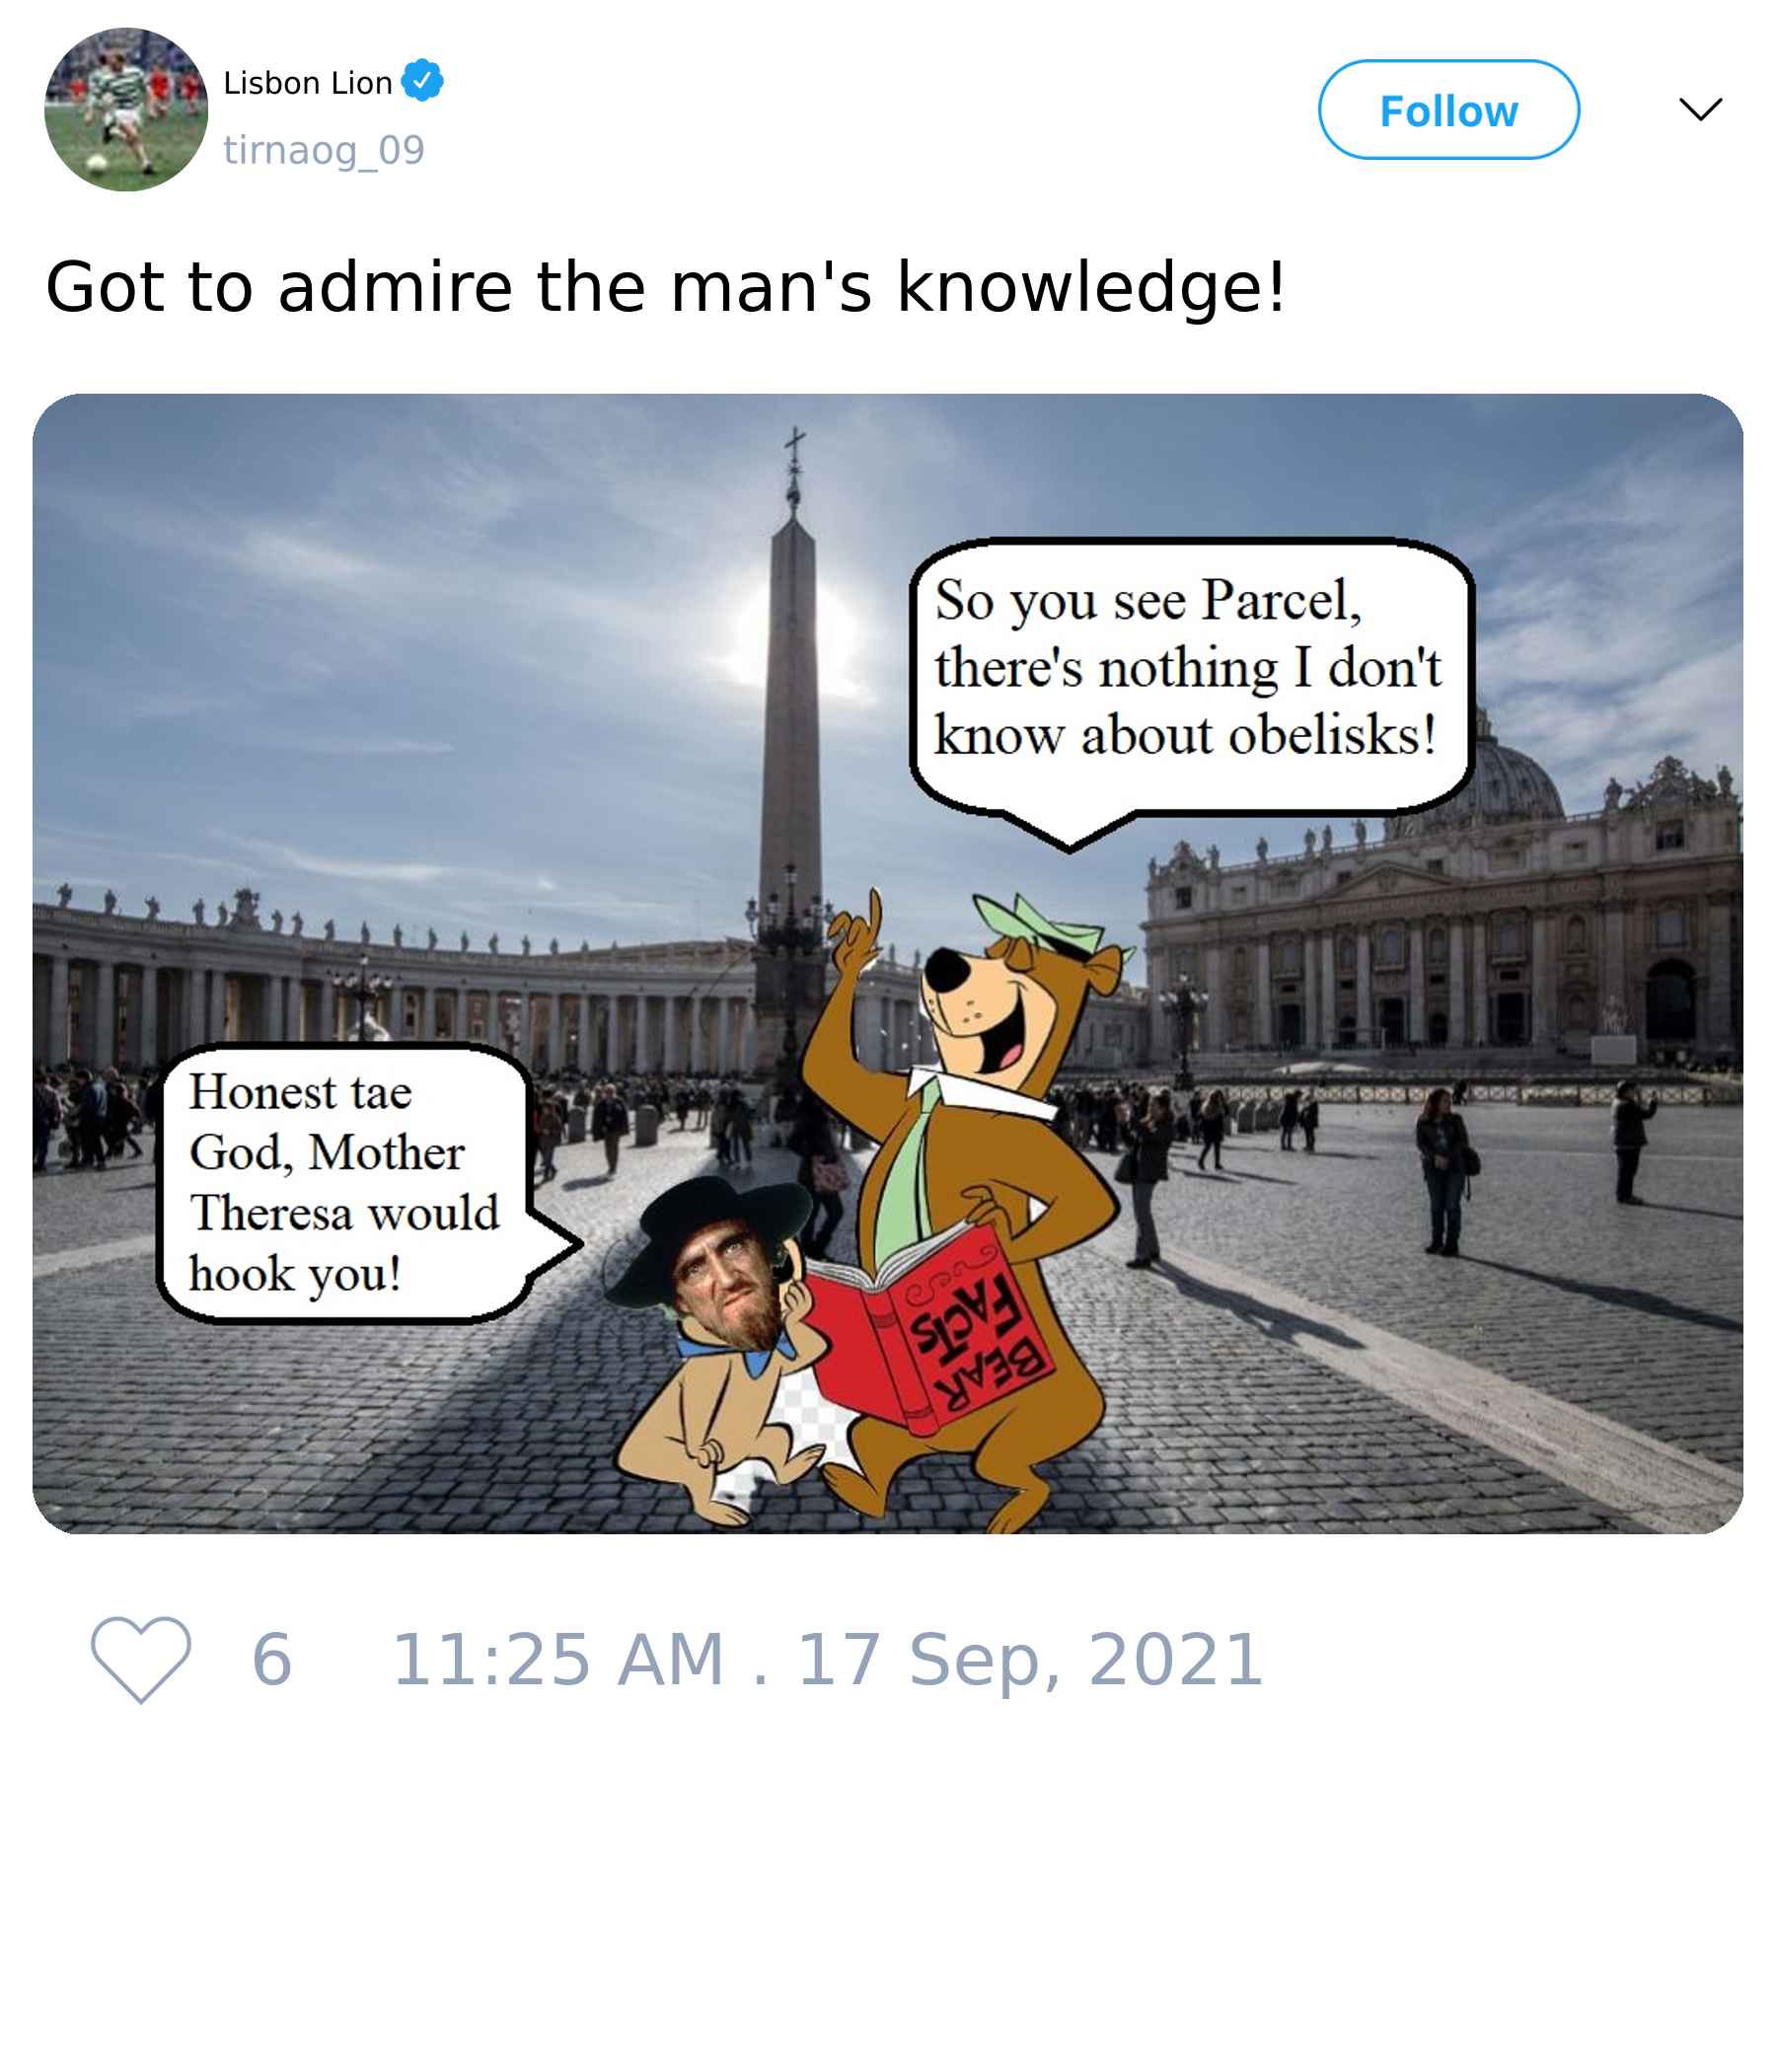 Lisbon Lion
tirnaog_09
Follow
Got to admire the man's knowledge!
So you see Parcel,
there's nothing I don't
know about obelisks!
Honest tae
God, Mother
Theresa would
hook you!
BEAR
FACTS
6 11:25 AM . 17 Sep, 2021